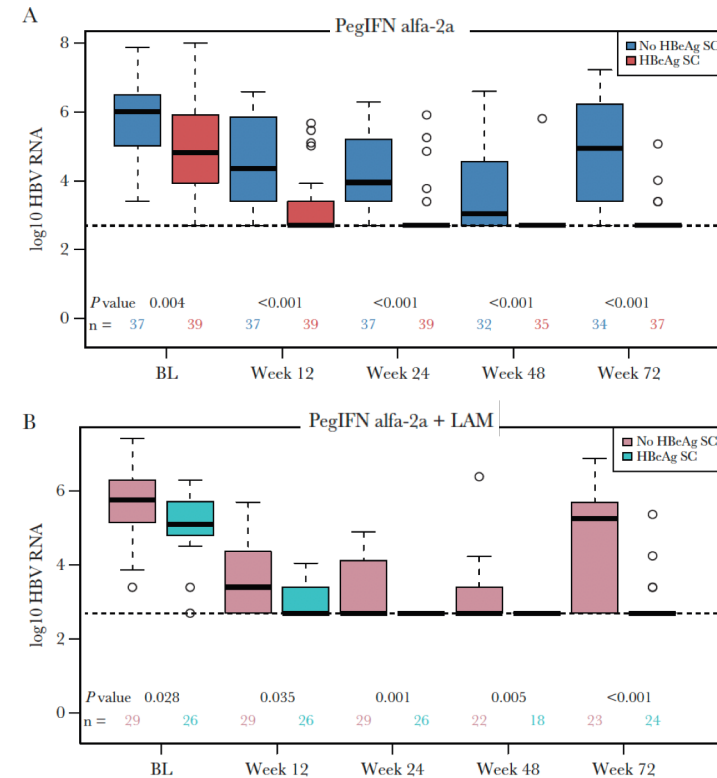 A
PegIFN alfa-2a
No HBeAg SC
HBeAg SC
log10 HBV RNA
8
6
4
2
0
P value 0.004 <0.001 <0.001 <0.001 <0.001
n = 37 39 37 39 37 39 32 35 34 37
BL Week 12 Week 24 Week 48 Week 72
B
PegIFN alfa-2a + LAM
No HBeAg SC
HBeAg SC
log10 HBV RNA
6
4
2
0
P value 0.028 0.035 0.001 0.005 <0.001
n = 29 26 29 26 29 26 22 18 23 24
BL Week 12 Week 24 Week 48 Week 72